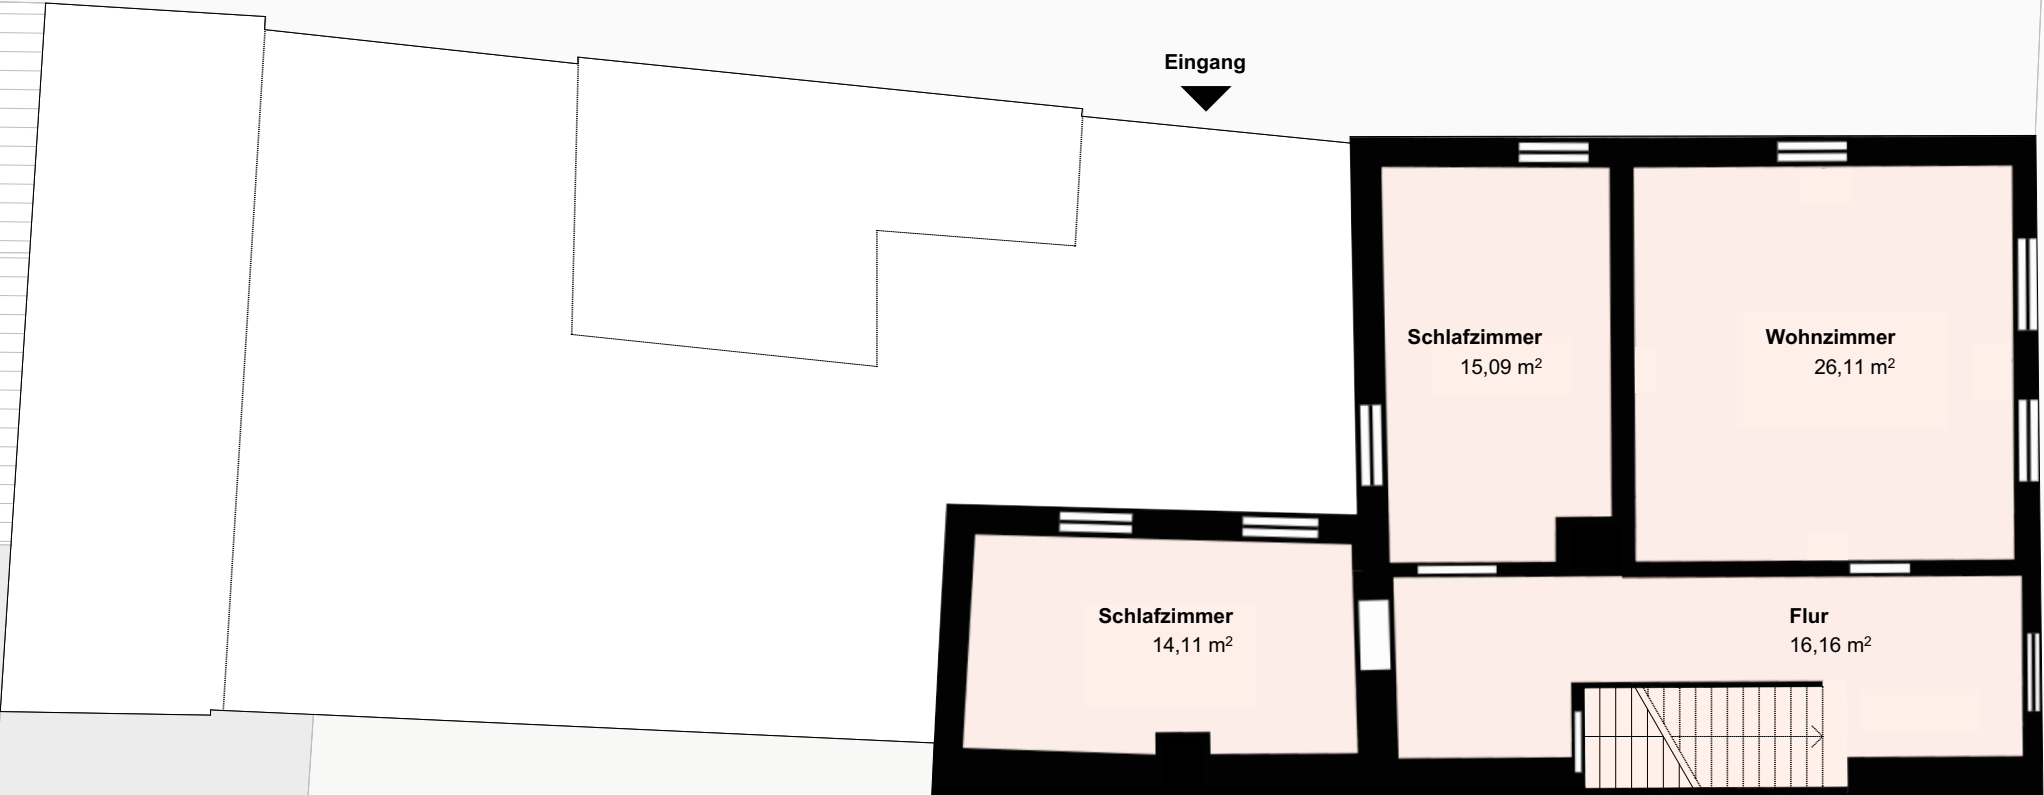 Eingang
Schlafzimmer
15,09 m²
Wohnzimmer
26,11 m²
Schlafzimmer
14,11 m²
Flur
16,16 m²